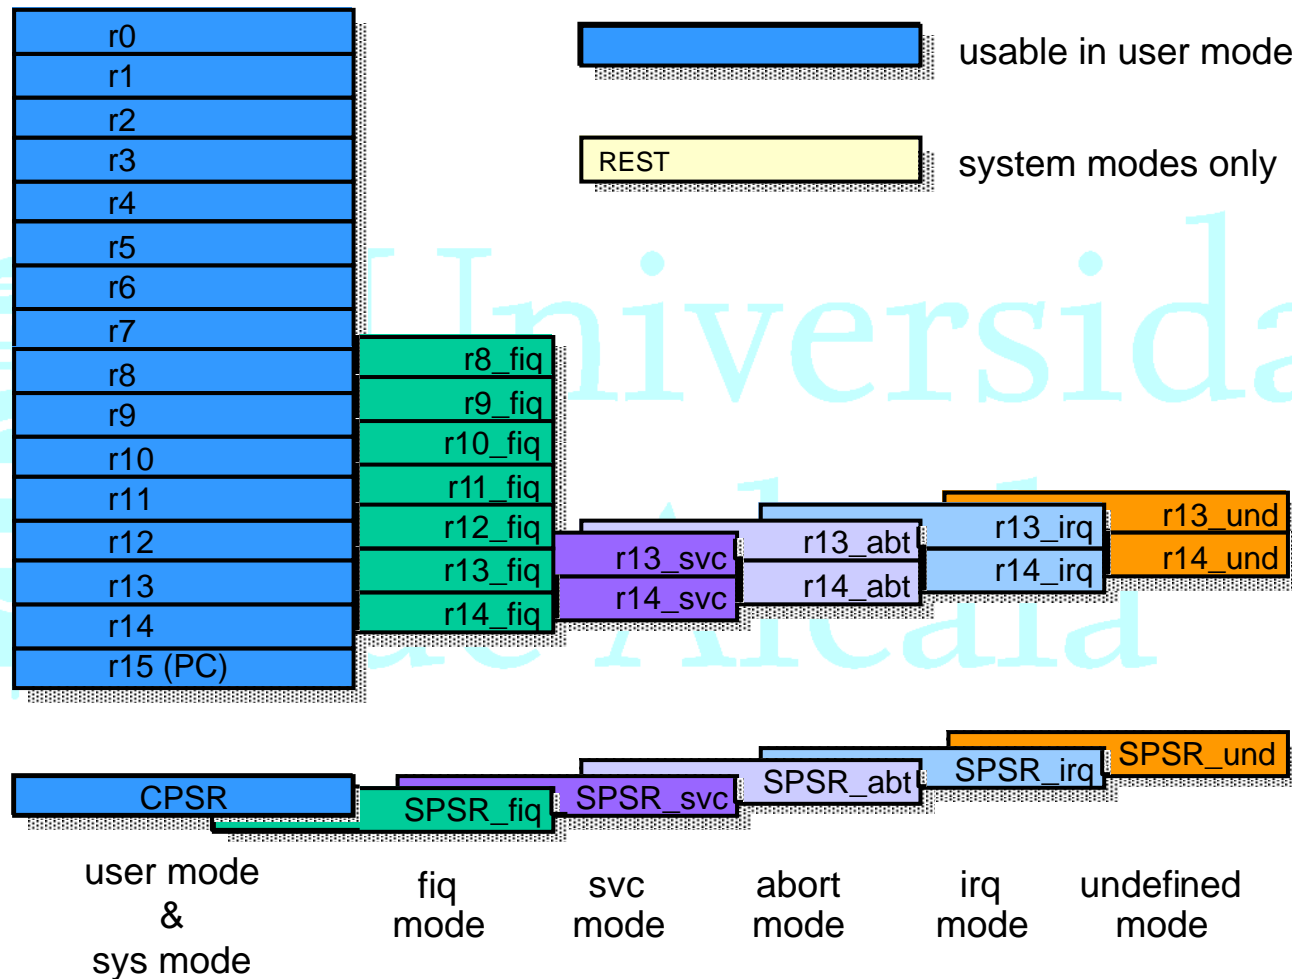 r0
r1
r2
r3
r4
r5
r6
r7
r8
r9
r10
r11
r12
r13
r14
r15 (PC)
usable in user mode
REST
system modes only
Universida
de Alcala
r8_fiq
r9_fiq
r10_fiq
r11_fiq
r12_fiq
r13_fiq
r14_fiq
r13_svc
r14_svc
r13_abt
r14_abt
r13_irq
r14_irq
r13_und
r14_und
CPSR
SPSR_fiq
SPSR_svc
SPSR_abt
SPSR_irq
SPSR_und
user mode
&
sys mode
fiq
mode
svc
mode
abort
mode
irq
mode
undefined
mode